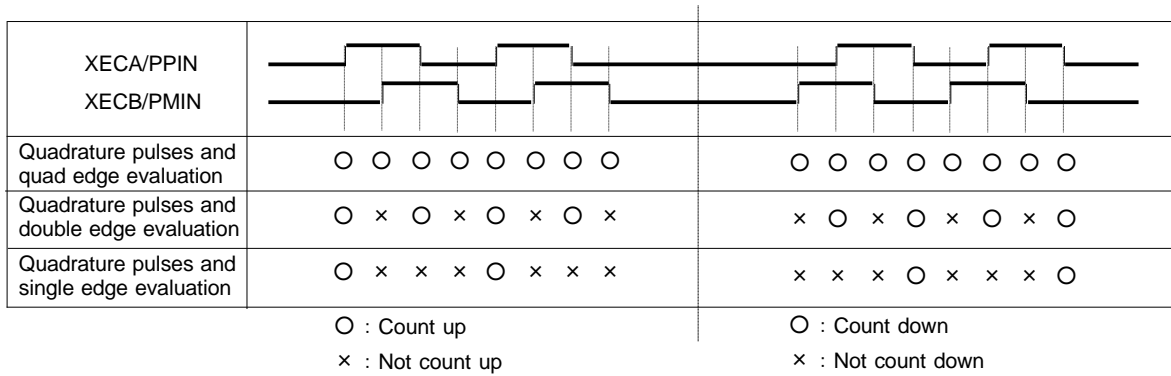 XECA/PPIN
XECB/PMIN
Quadrature pulses and
quad edge evaluation
Quadrature pulses and
double edge evaluation
Quadrature pulses and
single edge evaluation
○ : Count up
× : Not count up
○ : Count down
× : Not count down